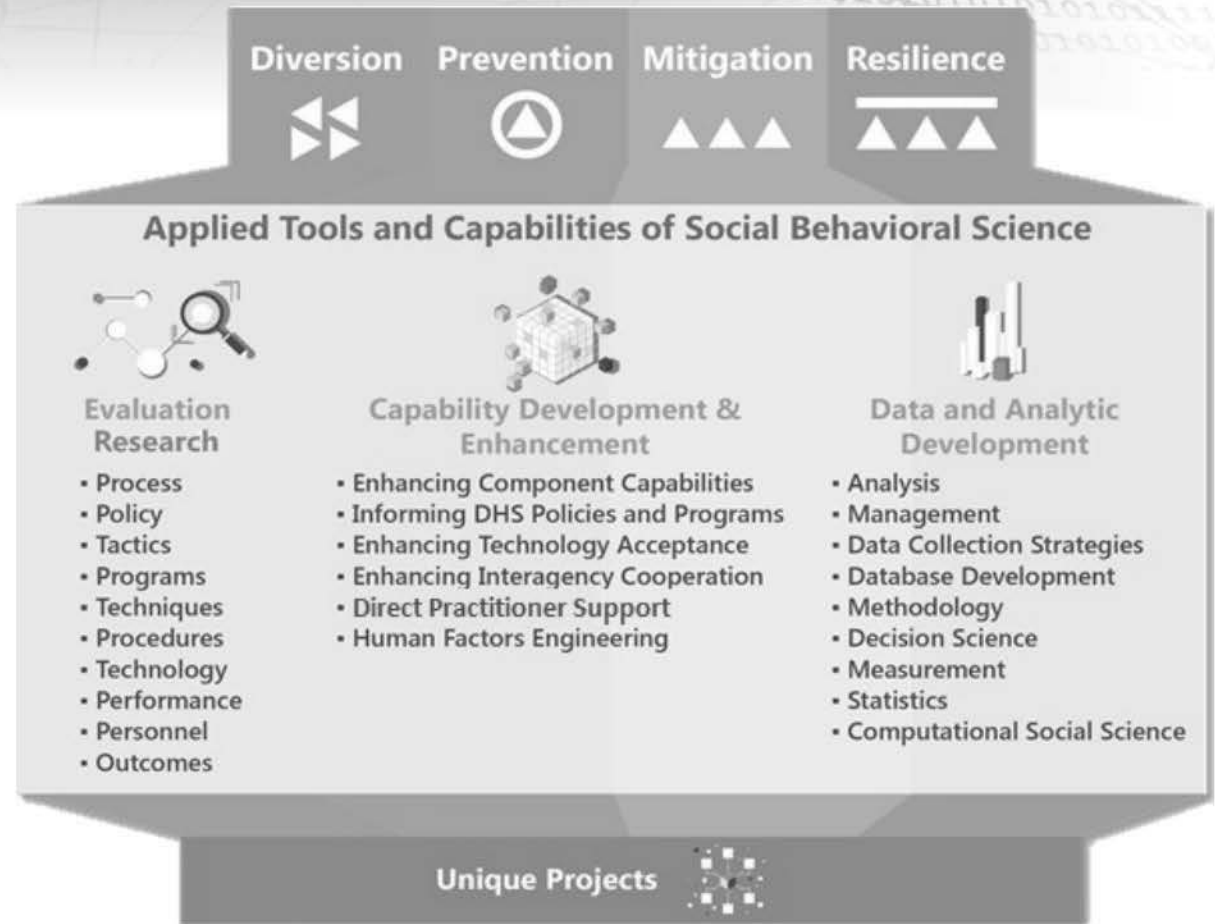 Diversion Prevention Mitigation Resilience
Applied Tools and Capabilities of Social Behavioral Science
Evaluation
Research
▪ Process
▪ Policy
▪ Tactics
▪ Programs
▪ Techniques
▪ Procedures
▪ Technology
▪ Performance
▪ Personnel
▪ Outcomes
Capability Development &
Enhancement
▪ Enhancing Component Capabilities
▪ Informing DHS Policies and Programs
▪ Enhancing Technology Acceptance
▪ Enhancing Interagency Cooperation
▪ Direct Practitioner Support
▪ Human Factors Engineering
Data and Analytic
Development
▪ Analysis
▪ Management
▪ Data Collection Strategies
▪ Database Development
▪ Methodology
▪ Decision Science
▪ Measurement
▪ Statistics
▪ Computational Social Science
Unique Projects